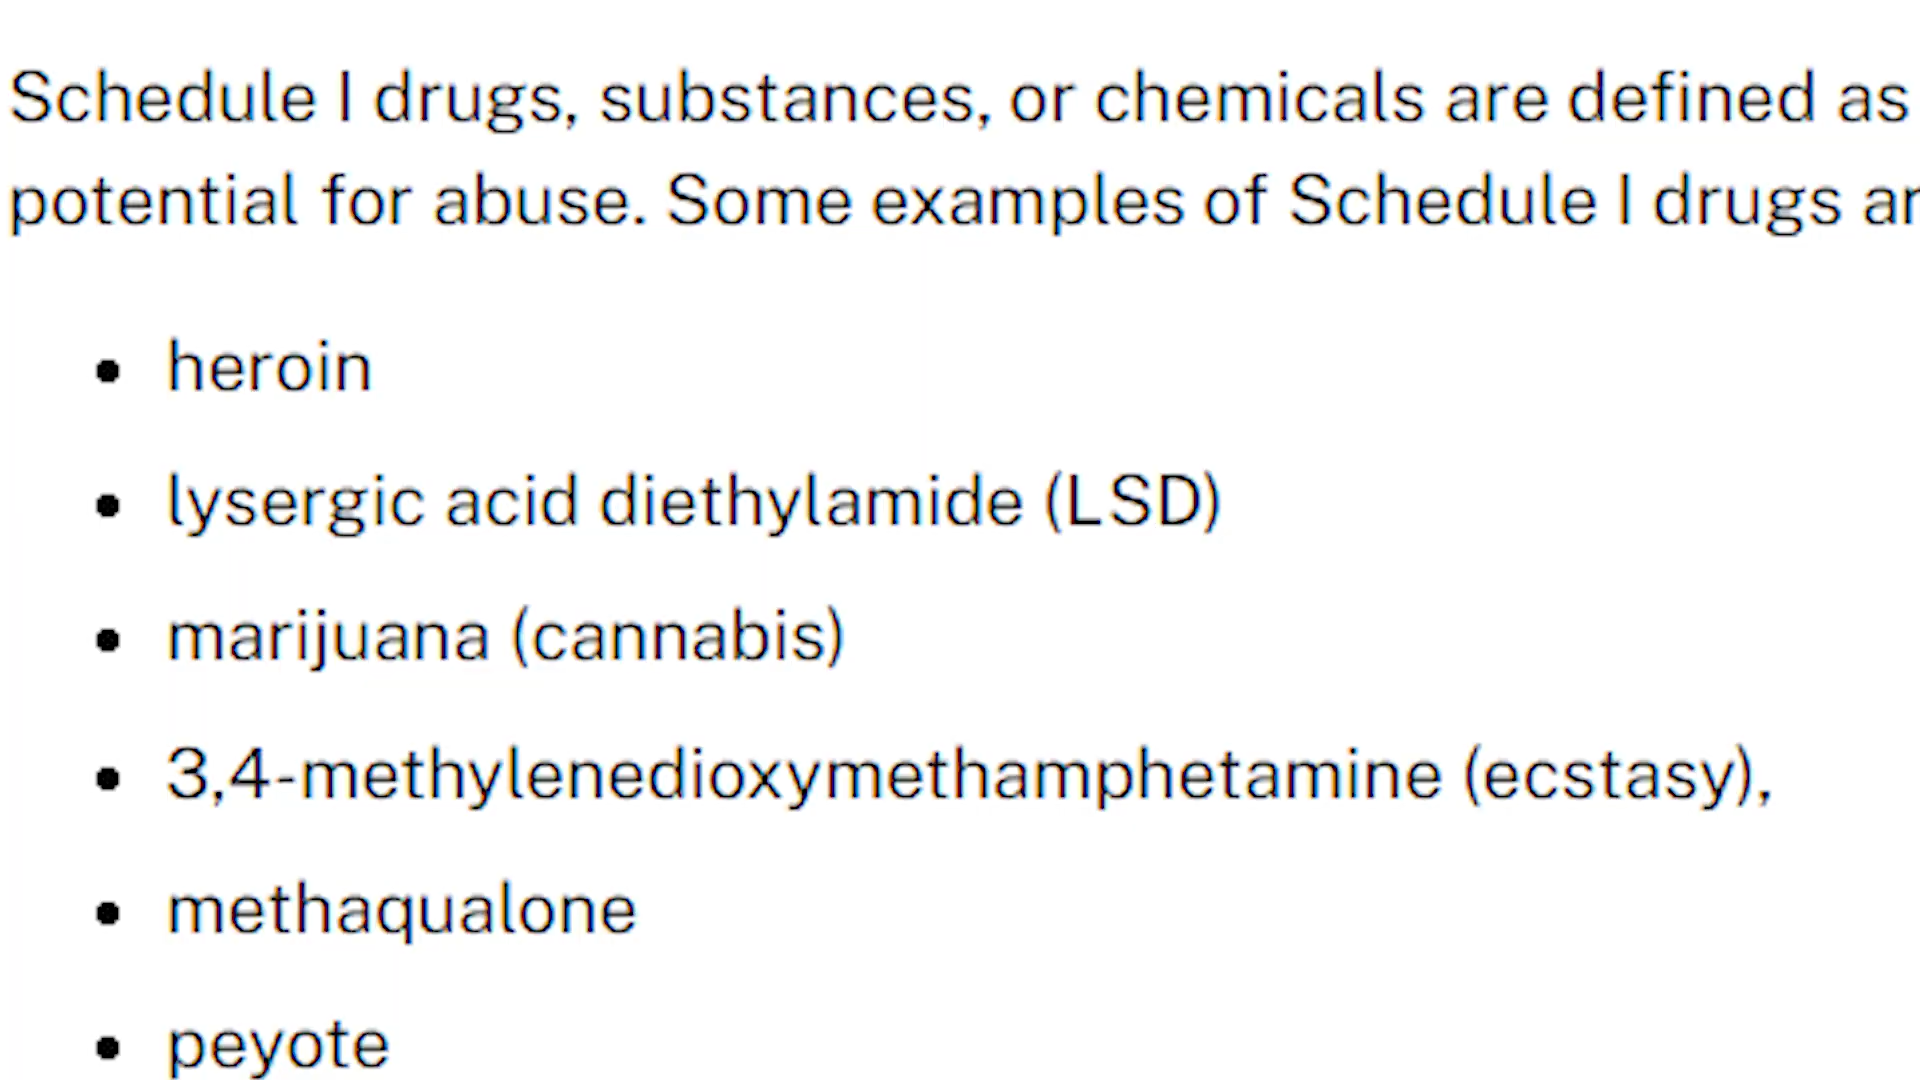 Schedule I drugs, substances, or chemicals are defined as
potential for abuse. Some examples of Schedule I drugs ar
• heroin
• lysergic acid diethylamide (LSD)
• marijuana (cannabis)
• 3,4-methylenedioxymethamphetamine (ecstasy),
• methaqualone
• peyote